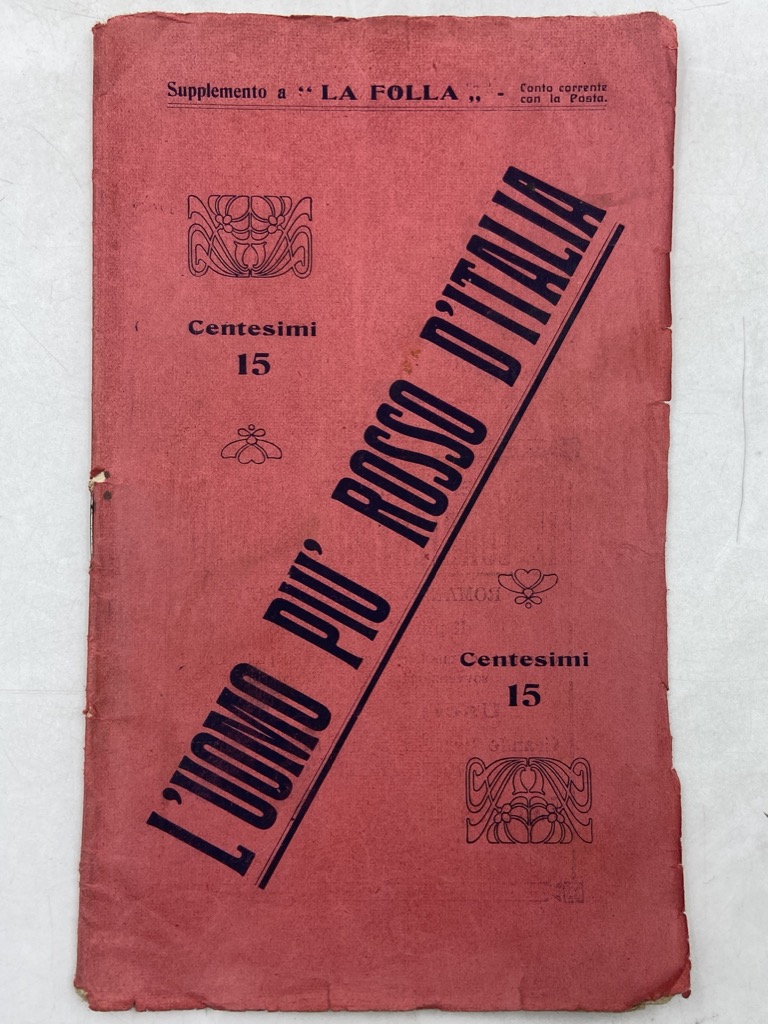 Supplemento a “ LA FOLLA „ - Conto corrente
con la Posta.
Centesimi
15
L'UOMO PIU' ROSSO D'ITALIA
Centesimi
15